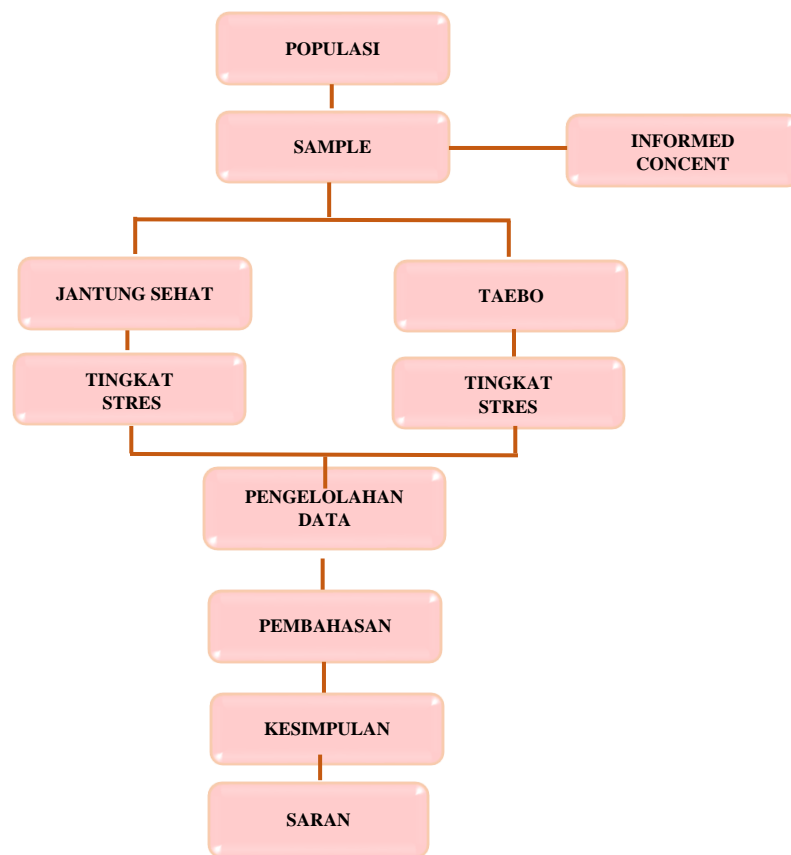 POPULASI
SAMPLE
INFORMED
CONCENT
JANTUNG SEHAT
TAEBO
TINGKAT
STRES
TINGKAT
STRES
PENGELOLAHAN
DATA
PEMBAHASAN
KESIMPULAN
SARAN